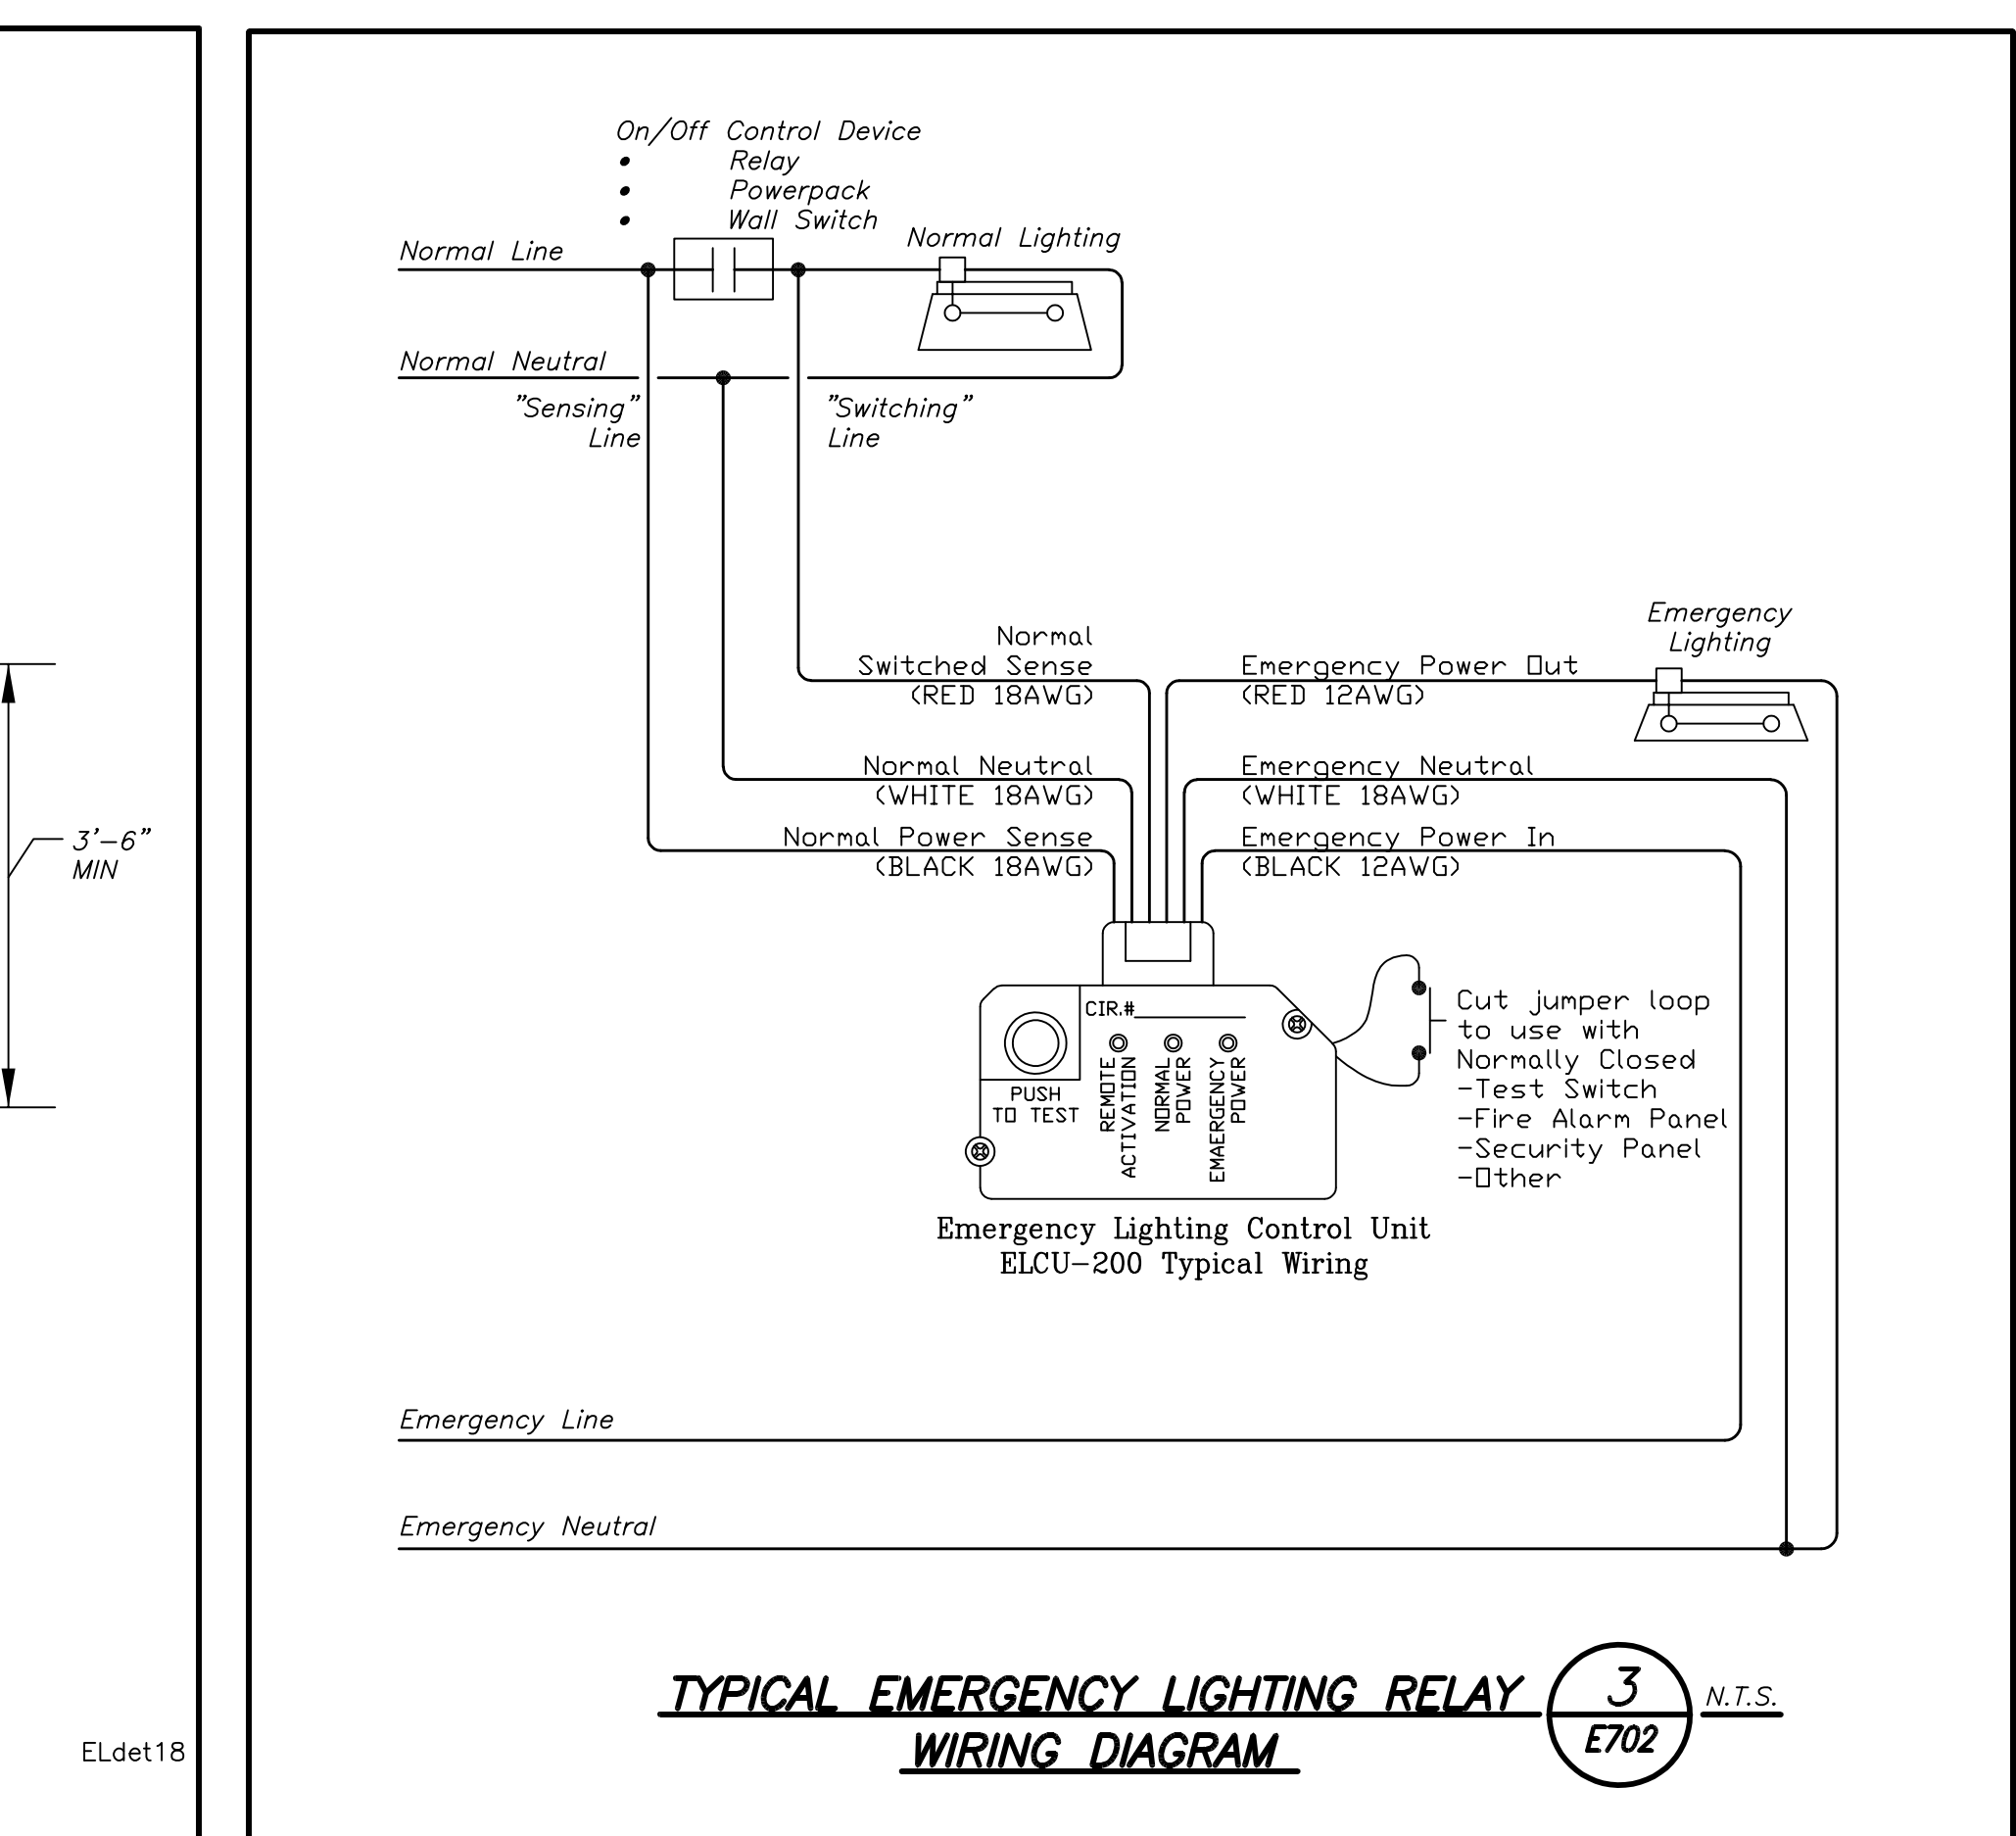 On/Off Control Device
• Relay
• Powerpack
• Wall Switch
Normal Line
Normal Lighting
Normal Neutral
"Sensing"
Line
"Switching"
Line
Normal
Switched Sense
(RED 18AWG)
Normal Neutral
(WHITE 18AWG)
Normal Power Sense
(BLACK 18AWG)
Emergency
Lighting
Emergency Power Out
(RED 12AWG)
Emergency Neutral
(WHITE 18AWG)
Emergency Power In
(BLACK 12AWG)
3'-6"
MIN
CIR.#
PUSH
TO TEST
REMOTE
ACTIVATION
NORMAL
POWER
EMAERGENCY
POWER
Cut jumper loop
to use with
Normally Closed
-Test Switch
-Fire Alarm Panel
-Security Panel
-Other
Emergency Lighting Control Unit
ELCU-200 Typical Wiring
Emergency Line
Emergency Neutral
TYPICAL EMERGENCY LIGHTING RELAY
WIRING DIAGRAM
3
E702
N.T.S.
ELdet18